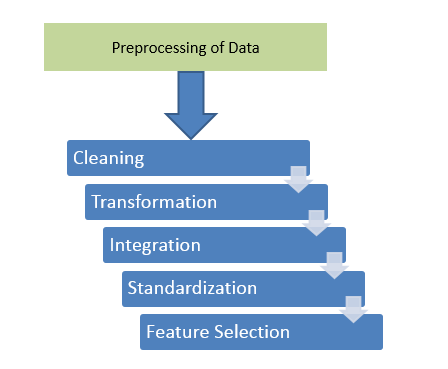 Preprocessing of Data
Cleaning
Transformation
Integration
Standardization
Feature Selection